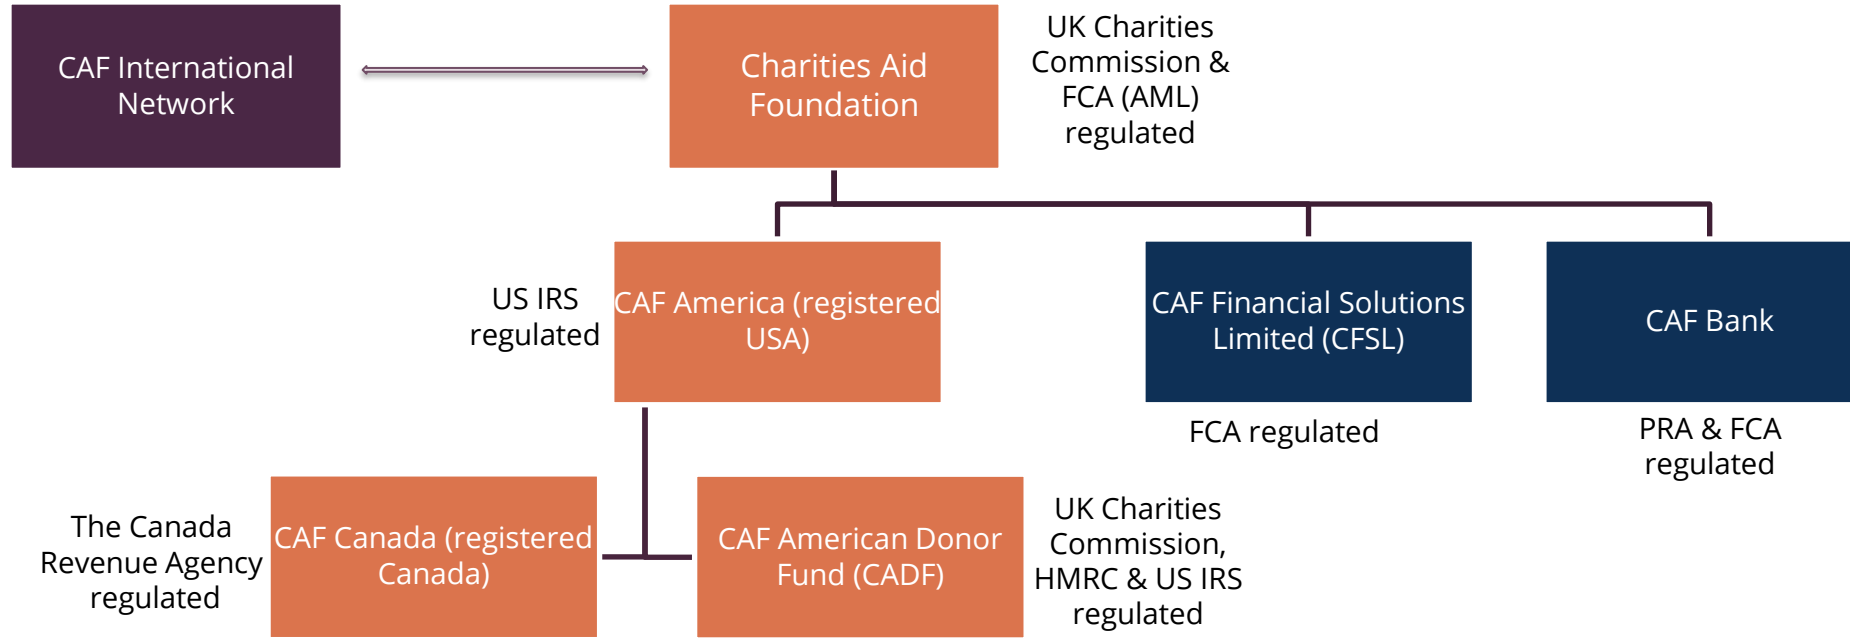 CAF International
Network
Charities Aid
Foundation
UK Charities
Commission &
FCA (AML)
regulated
US IRS
regulated
CAF America (registered
USA)
CAF Financial Solutions
Limited (CFSL)
CAF Bank
FCA regulated
PRA & FCA
regulated
The Canada
Revenue Agency
regulated
CAF Canada (registered
Canada)
CAF American Donor
Fund (CADF)
UK Charities
Commission,
HMRC & US IRS
regulated